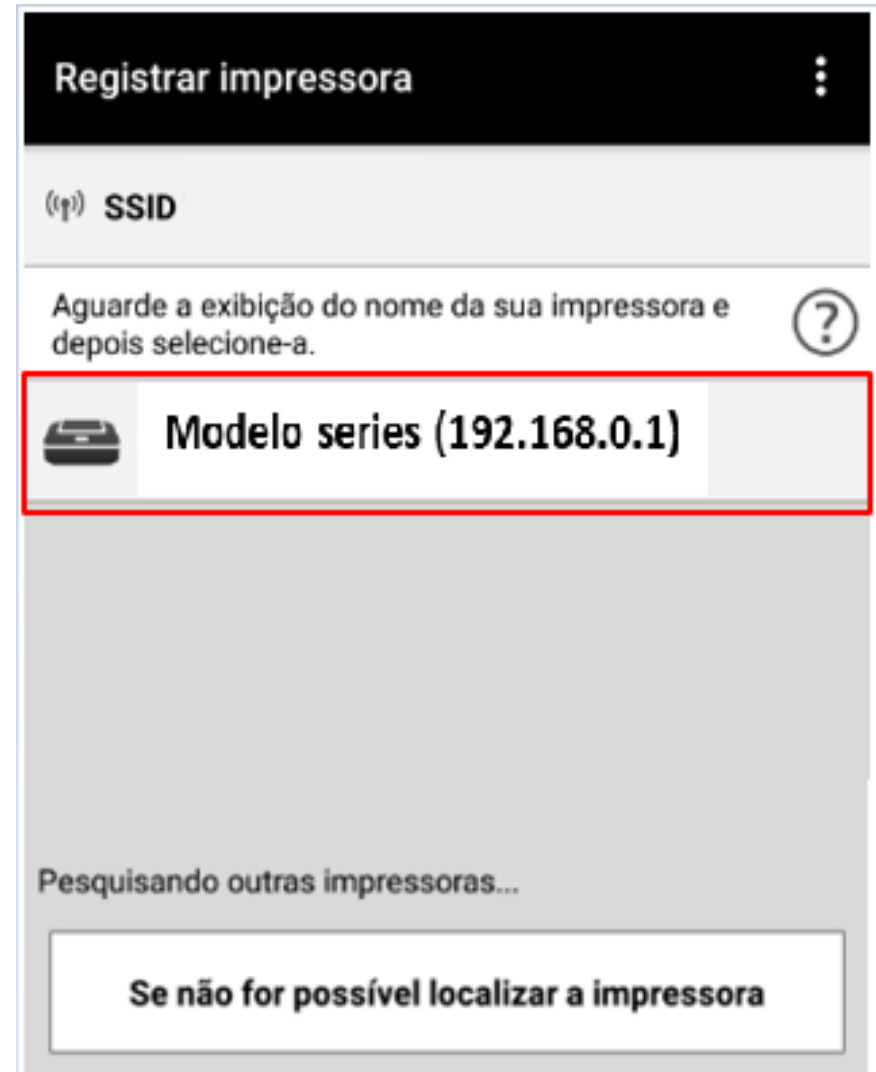 Registrar impressora
SSID
Aguarde a exibição do nome da sua impressora e
depois selecione-a.
?
Modelo series (192.168.0.1)
Pesquisando outras impressoras...
Se não for possível localizar a impressora